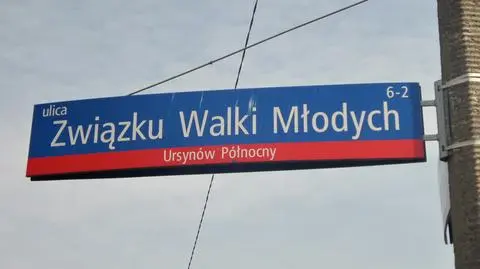 ulica
6-2
Związku Walki Młodych
Ursynów Północny